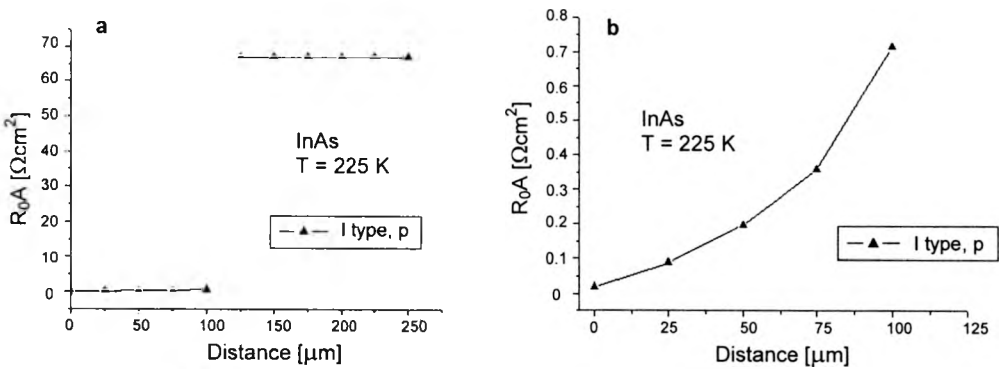 a
R₀A [Ωcm²]
70
60
50
40
30
20
10
0
InAs
T = 225 K
I type, p
0
50
100
150
200
250
Distance [μm]
b
R₀A [Ωcm²]
0.8
0.7
0.6
0.5
0.4
0.3
0.2
0.1
0
InAs
T = 225 K
I type, p
0
25
50
75
100
125
Distance [μm]